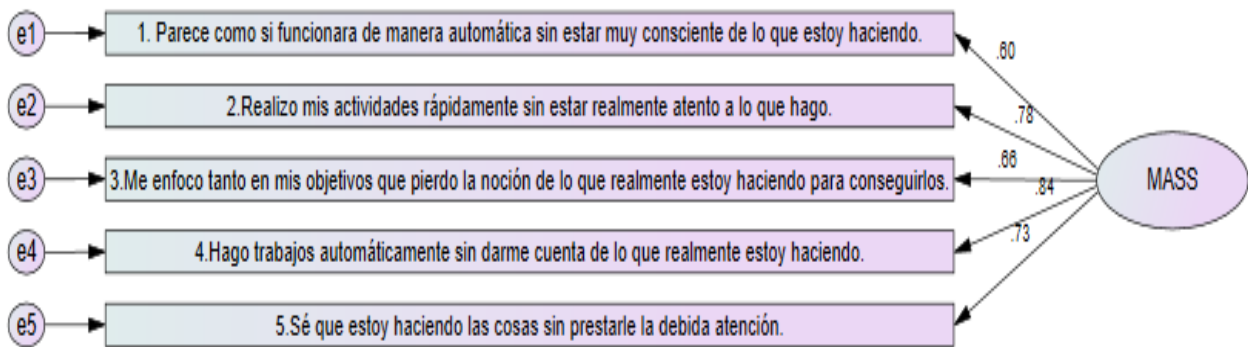 e1
1. Parece como si funcionara de manera automática sin estar muy consciente de lo que estoy haciendo.
.60
e2
2.Realizo mis actividades rápidamente sin estar realmente atento a lo que hago.
.78
e3
3.Me enfoco tanto en mis objetivos que pierdo la noción de lo que realmente estoy haciendo para conseguirlos.
.66
MASS
.84
e4
4.Hago trabajos automáticamente sin darme cuenta de lo que realmente estoy haciendo.
.73
e5
5.Sé que estoy haciendo las cosas sin prestarle la debida atención.